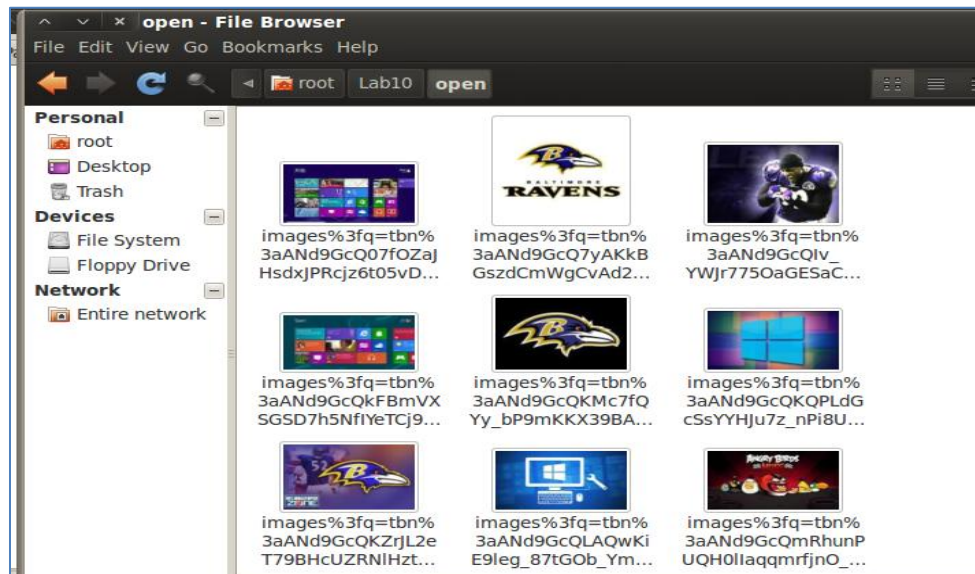 open - File Browser
File Edit View Go Bookmarks Help
root Lab10 open
Personal
root
Desktop
Trash
Devices
File System
Floppy Drive
Network
Entire network
BALTIMORE
RAVENS
images%3fq=tbn%
3aANd9GcQ07fOZaJ
HsdxJPRcjz6t05vD...
images%3fq=tbn%
3aANd9GcQ7yAKkB
GszdCmWgCvAd2...
images%3fq=tbn%
3aANd9GcQIv_
YWJr775OaGESaC...
images%3fq=tbn%
3aANd9GcQkFBmVX
SGSD7h5NfIYeTCj9...
images%3fq=tbn%
3aANd9GcQKMc7fQ
Yy_bP9mKKX39BA...
images%3fq=tbn%
3aANd9GcQKQPLdG
cSsYYHJu7z_nPi8U...
ANGRY BIRDS
images%3fq=tbn%
3aANd9GcQKZrJL2e
T79BHcUZRNlHzt...
images%3fq=tbn%
3aANd9GcQLAQwKi
E9leg_87tGOb_Ym...
images%3fq=tbn%
3aANd9GcQmRhunP
UQH0lIaqqmrfjnO_...